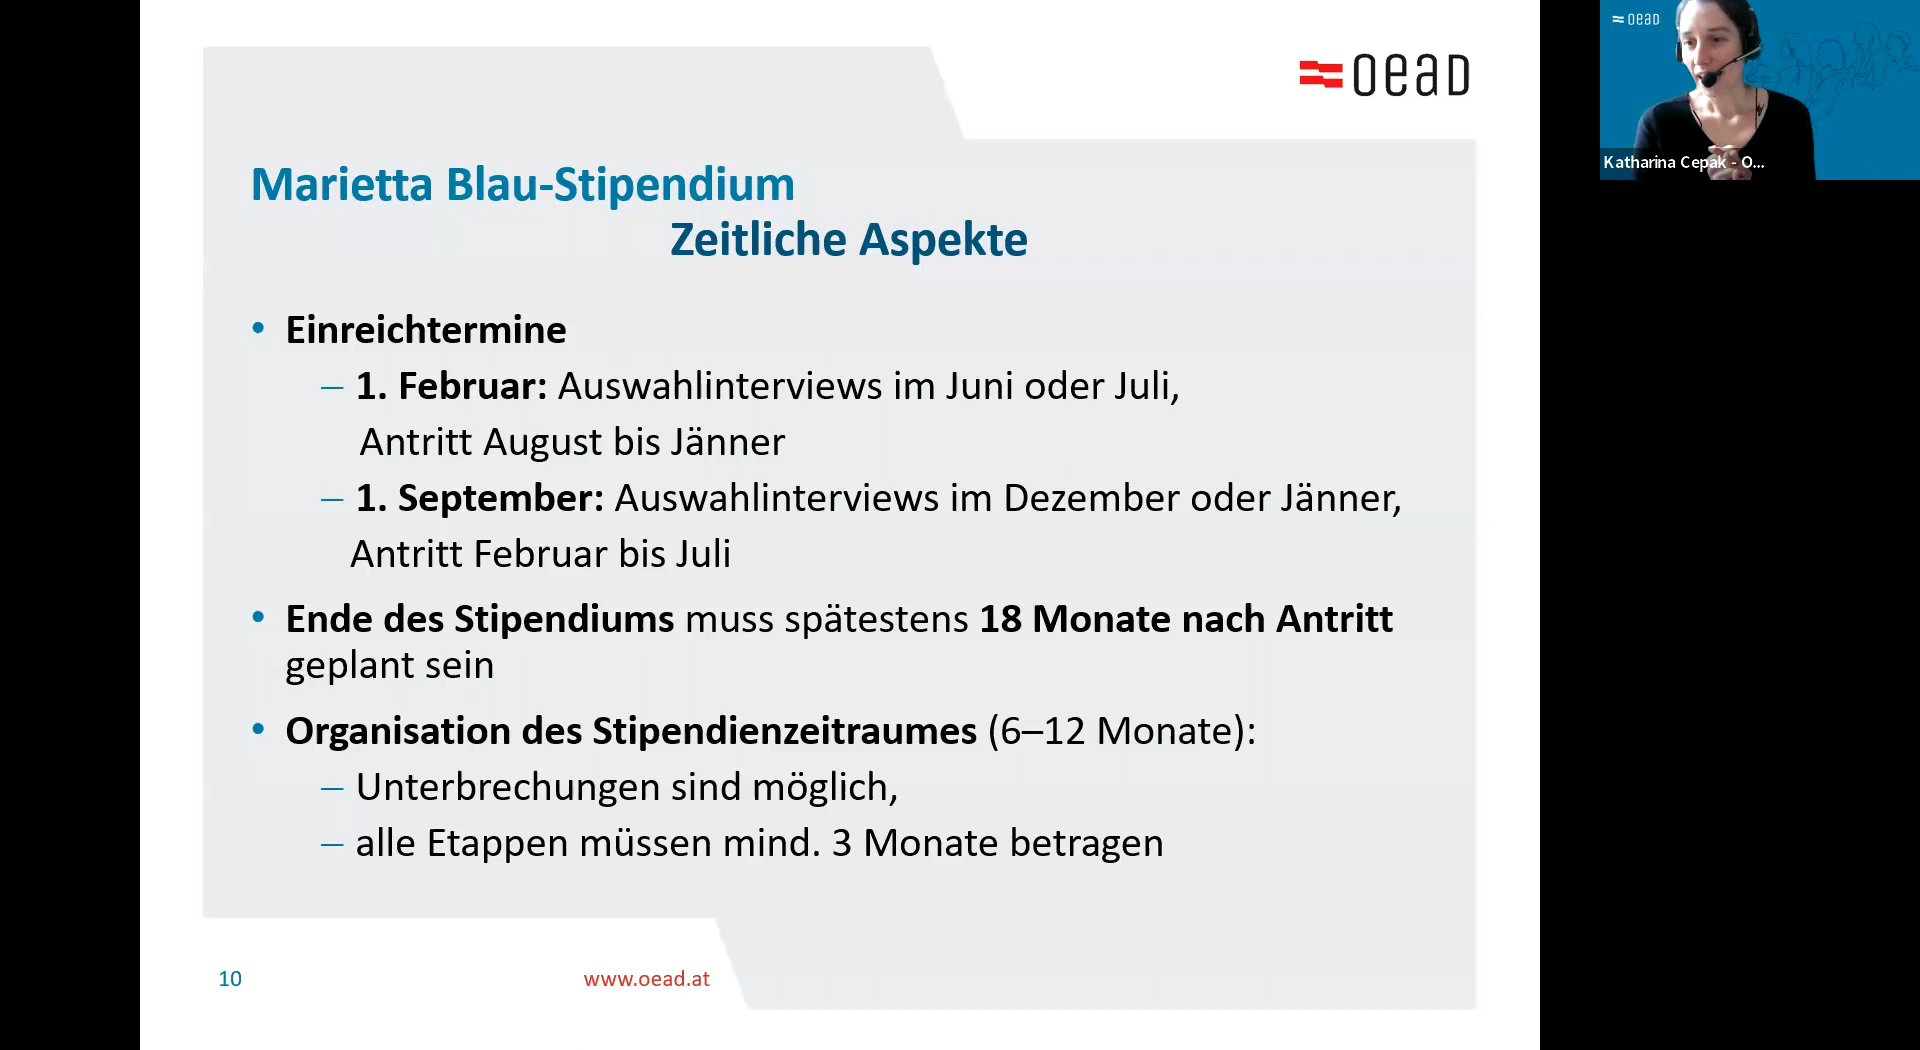 oead
Marietta Blau-Stipendium
Zeitliche Aspekte
• Einreichtermine
– 1. Februar: Auswahlinterviews im Juni oder Juli,
Antritt August bis Jänner
– 1. September: Auswahlinterviews im Dezember oder Jänner,
Antritt Februar bis Juli
• Ende des Stipendiums muss spätestens 18 Monate nach Antritt
geplant sein
• Organisation des Stipendienzeitraumes (6–12 Monate):
– Unterbrechungen sind möglich,
– alle Etappen müssen mind. 3 Monate betragen
10
www.oead.at
oead
Katharina Cepak - O...